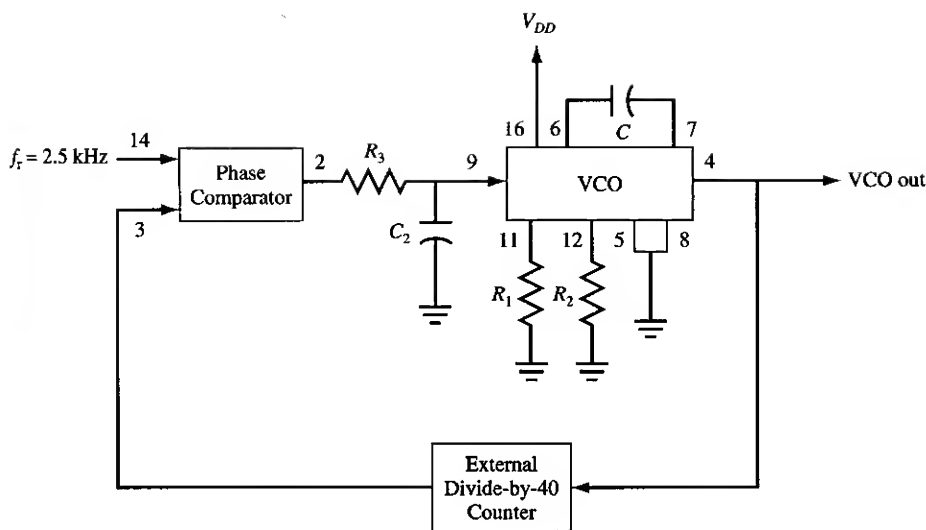 V_DD
16
6
C
7
f_r = 2.5 kHz
14
Phase
Comparator
2
R_3
9
VCO
4
VCO out
3
C_2
11
12
5
8
R_1
R_2
External
Divide-by-40
Counter